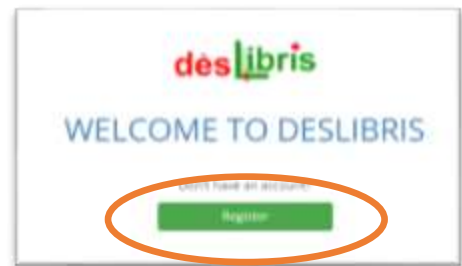 dèsLibris
WELCOME TO DESLIBRIS
Don't have an account?
Register